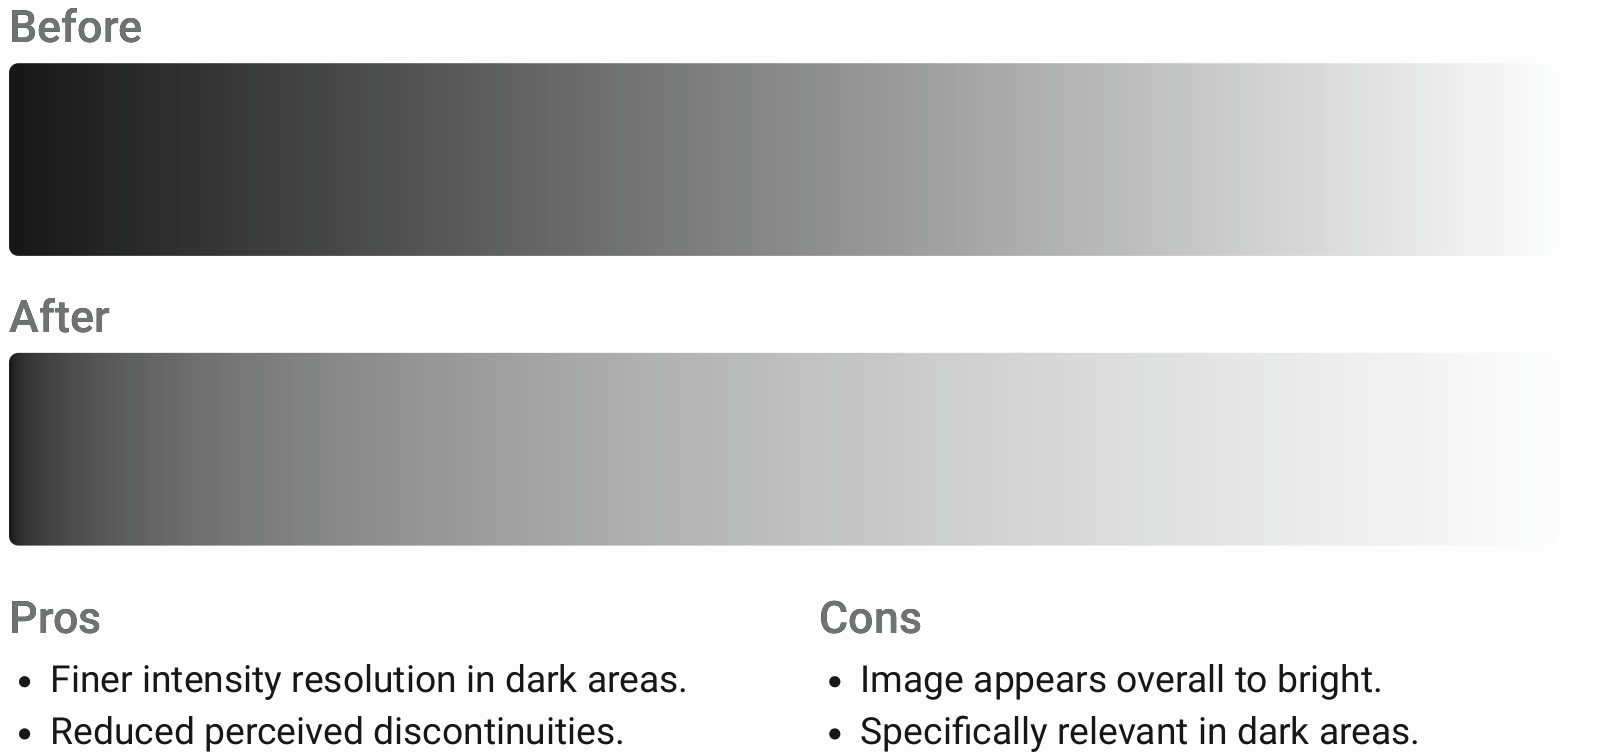 Before
After
Pros
• Finer intensity resolution in dark areas.
• Reduced perceived discontinuities.
Cons
• Image appears overall to bright.
• Specifically relevant in dark areas.